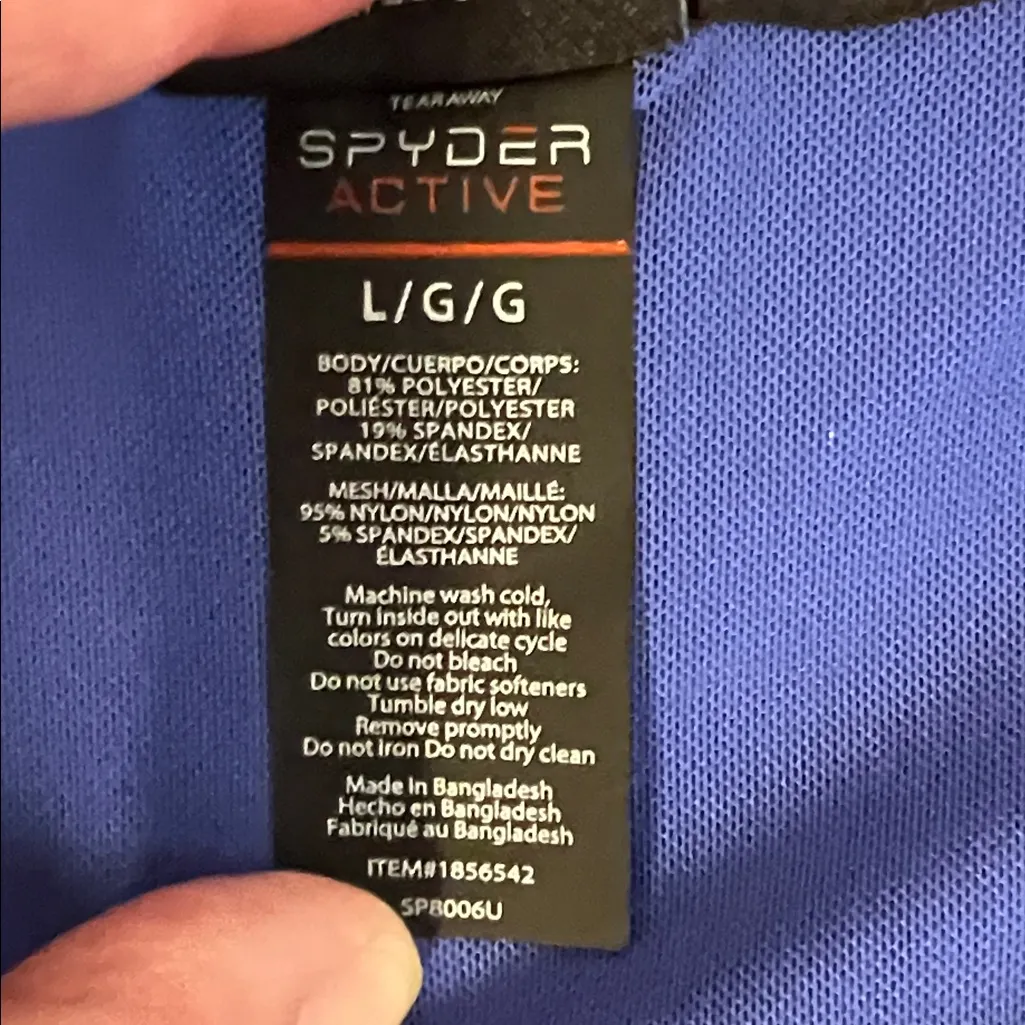 TEARAWAY
SPYDER
ACTIVE
L/G/G
BODY/CUERPO/CORPS:
81% POLYESTER/
POLIÉSTER/POLYESTER
19% SPANDEX/
SPANDEX/ÉLASTHANNE
MESH/MALLA/MAILLÉ:
95% NYLON/NYLON/NYLON
5% SPANDEX/SPANDEX/
ÉLASTHANNE
Machine wash cold,
Turn inside out with like
colors on delicate cycle
Do not bleach
Do not use fabric softeners
Tumble dry low
Remove promptly
Do not iron Do not dry clean
Made in Bangladesh
Hecho en Bangladesh
Fabriqué au Bangladesh
ITEM#1856542
SP8006U